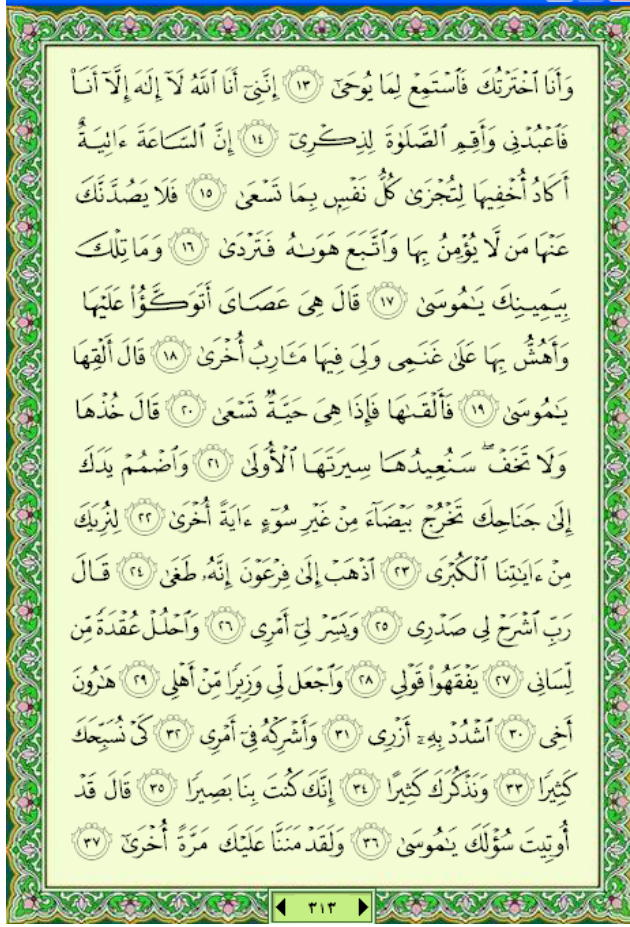 وَأَنَا ٱخْتَرْتُكَ فَٱسْتَمِعْ لِمَا يُوحَىٰٓ ١٣ إِنَّنِىٓ أَنَا ٱللَّهُ لَآ إِلَٰهَ إِلَّآ أَنَا۠
فَٱعْبُدْنِى وَأَقِمِ ٱلصَّلَوٰةَ لِذِكْرِىٓ ١٤ إِنَّ ٱلسَّاعَةَ ءَاتِيَةٌ
أَكَادُ أُخْفِيهَا لِتُجْزَىٰ كُلُّ نَفْسٍۭ بِمَا تَسْعَىٰ ١٥ فَلَا يَصُدَّنَّكَ
عَنْهَا مَن لَّا يُؤْمِنُ بِهَا وَٱتَّبَعَ هَوَىٰهُ فَتَرْدَىٰ ١٦ وَمَا تِلْكَ
بِيَمِينِكَ يَٰمُوسَىٰ ١٧ قَالَ هِىَ عَصَاىَ أَتَوَكَّؤُا۟ عَلَيْهَا
وَأَهُشُّ بِهَا عَلَىٰ غَنَمِى وَلِىَ فِيهَا مَـَٔارِبُ أُخْرَىٰ ١٨ قَالَ أَلْقِهَا
يَٰمُوسَىٰ ١٩ فَأَلْقَىٰهَا فَإِذَا هِىَ حَيَّةٌ تَسْعَىٰ ٢٠ قَالَ خُذْهَا
وَلَا تَخَفْ ۖ سَنُعِيدُهَا سِيرَتَهَا ٱلْأُولَىٰ ٢١ وَٱضْمُمْ يَدَكَ
إِلَىٰ جَنَاحِكَ تَخْرُجْ بَيْضَآءَ مِنْ غَيْرِ سُوٓءٍ ءَايَةً أُخْرَىٰ ٢٢ لِنُرِيَكَ
مِنْ ءَايَٰتِنَا ٱلْكُبْرَى ٢٣ ٱذْهَبْ إِلَىٰ فِرْعَوْنَ إِنَّهُۥ طَغَىٰ ٢٤ قَالَ
رَبِّ ٱشْرَحْ لِى صَدْرِى ٢٥ وَيَسِّرْ لِىٓ أَمْرِى ٢٦ وَٱحْلُلْ عُقْدَةً مِّن
لِّسَانِى ٢٧ يَفْقَهُوا۟ قَوْلِى ٢٨ وَٱجْعَل لِّى وَزِيرًا مِّنْ أَهْلِى ٢٩ هَٰرُونَ
أَخِى ٣٠ ٱشْدُدْ بِهِۦٓ أَزْرِى ٣١ وَأَشْرِكْهُ فِىٓ أَمْرِى ٣٢ كَىْ نُسَبِّحَكَ
كَثِيرًا ٣٣ وَنَذْكُرَكَ كَثِيرًا ٣٤ إِنَّكَ كُنتَ بِنَا بَصِيرًا ٣٥ قَالَ قَدْ
أُوتِيتَ سُؤْلَكَ يَٰمُوسَىٰ ٣٦ وَلَقَدْ مَنَنَّا عَلَيْكَ مَرَّةً أُخْرَىٰٓ ٣٧
٣١٣